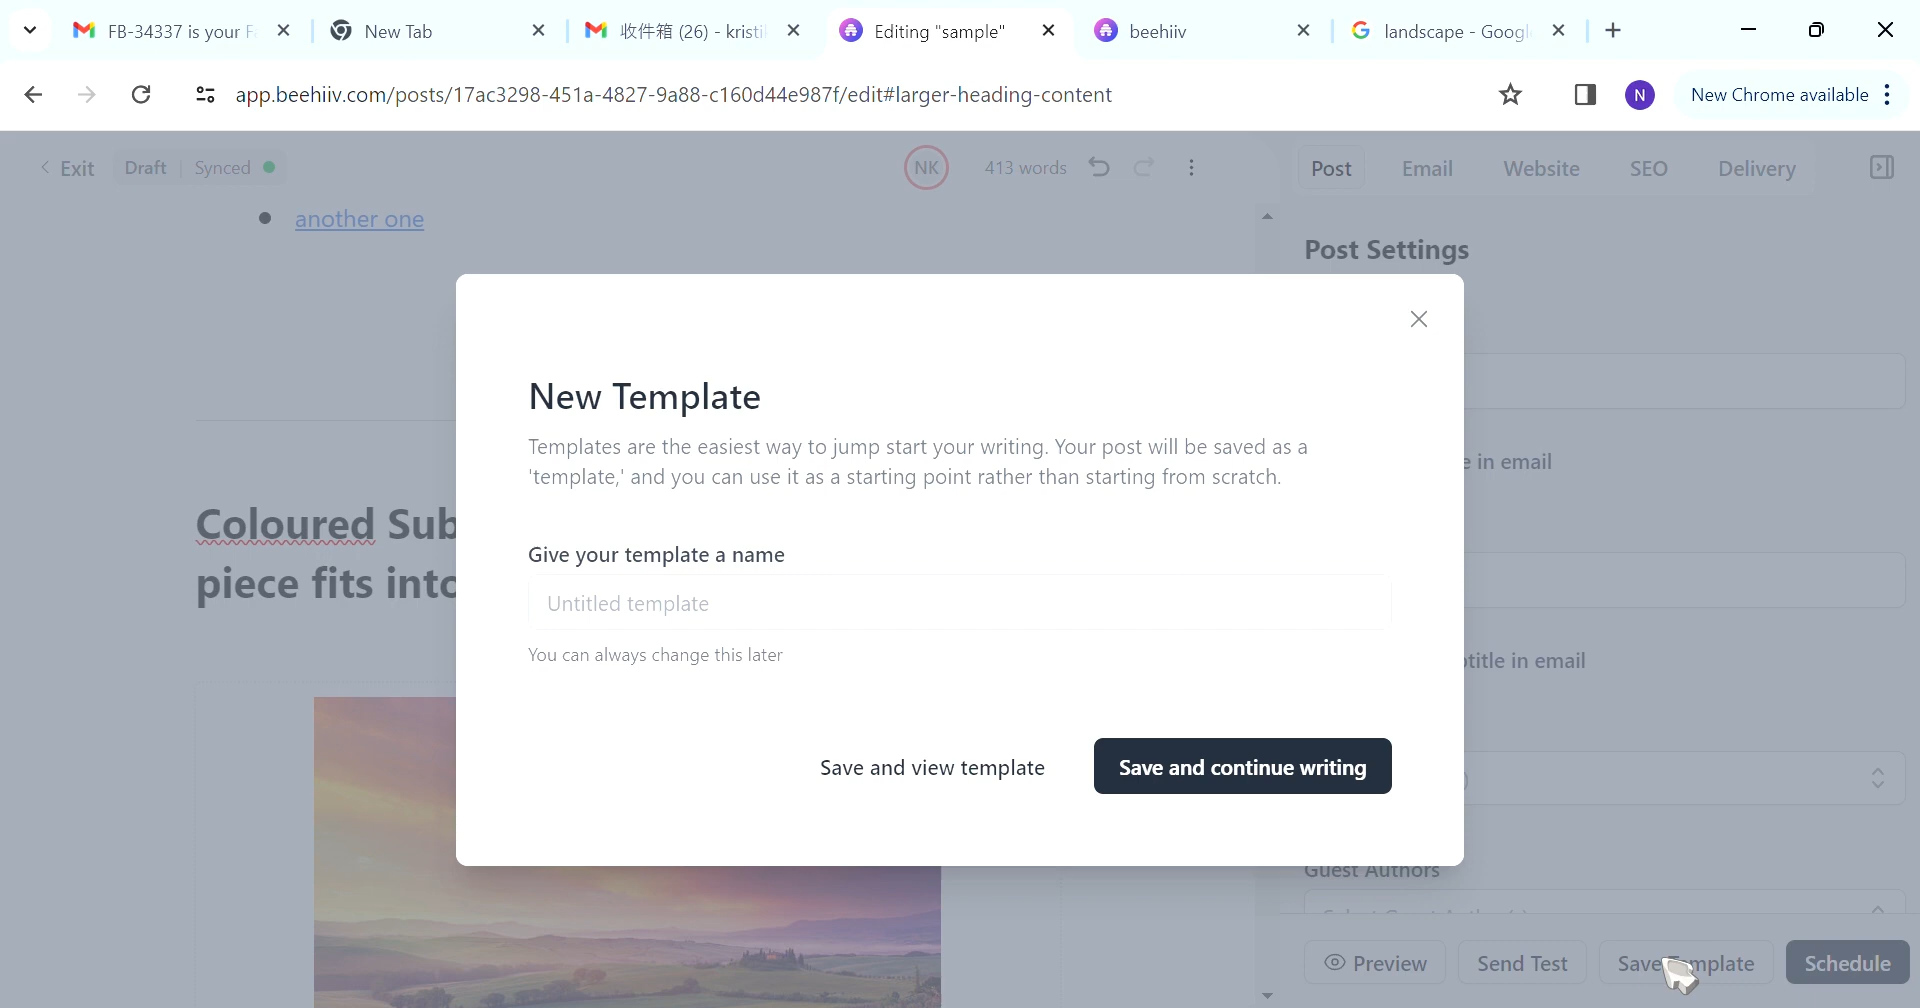 FB-34337 is your F
New Tab
收件箱 (26) - kristi
Editing "sample"
beehiiv
landscape - Googl
app.beehiiv.com/posts/17ac3298-451a-4827-9a88-c160d44e987f/edit#larger-heading-content
N
New Chrome available
Exit
Draft
Synced
NK
413 words
Post
Email
Website
SEO
Delivery
another one
Post Settings
New Template
Templates are the easiest way to jump start your writing. Your post will be saved as a
'template,' and you can use it as a starting point rather than starting from scratch.
in email
Coloured Sub
piece fits into
Give your template a name
Untitled template
You can always change this later
title in email
Save and view template
Save and continue writing
Guest Authors
Preview
Send Test
Save Template
Schedule